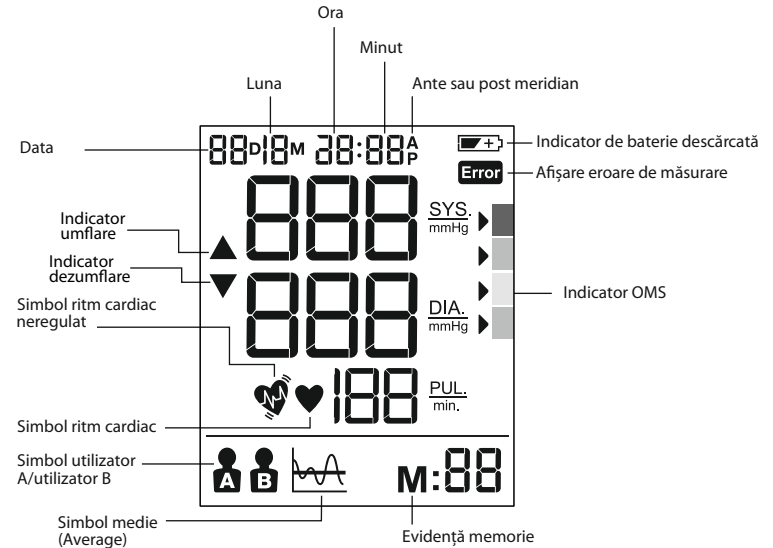 Ora
Minut
Luna
Ante sau post meridian
Data
88D18M 28:88 A
P
Indicator de baterie descărcată
Error
Afișare eroare de măsurare
888
SYS.
mmHg
Indicator
umflare
Indicator
dezumflare
Indicator OMS
888
DIA.
mmHg
Simbol ritm cardiac
neregulat
188
PUL.
min.
Simbol ritm cardiac
Simbol utilizator
A/utilizator B
A B
M:88
Simbol medie
(Average)
Evidență memorie